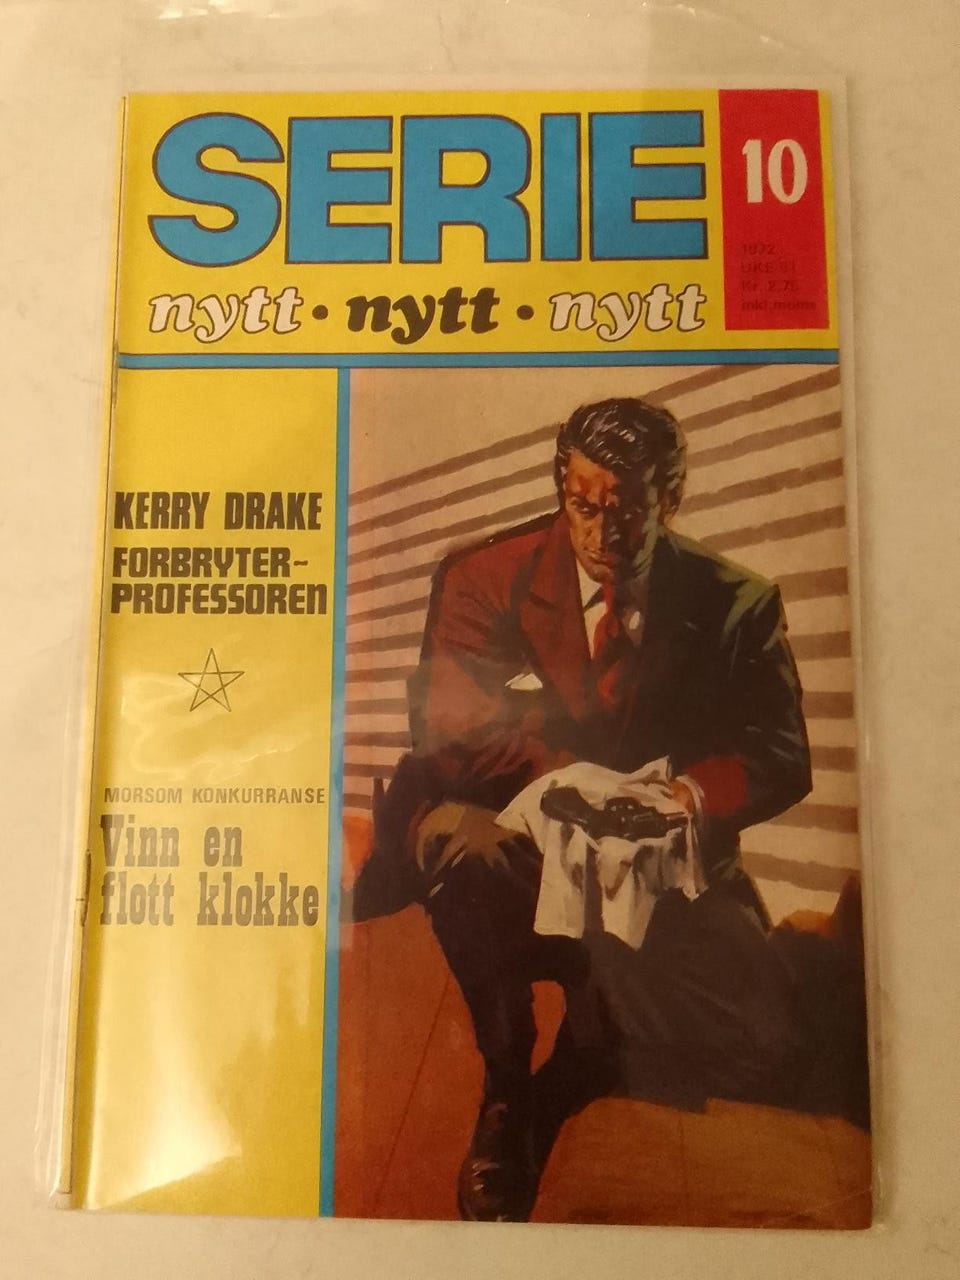 SERIE
nytt • nytt • nytt
10
1972
UKE
Kr. 2,75
inkl. moms
KERRY DRAKE
FORBRYTER-
PROFESSOREN
MORSOM KONKURRANSE
Vinn en
flott klokke